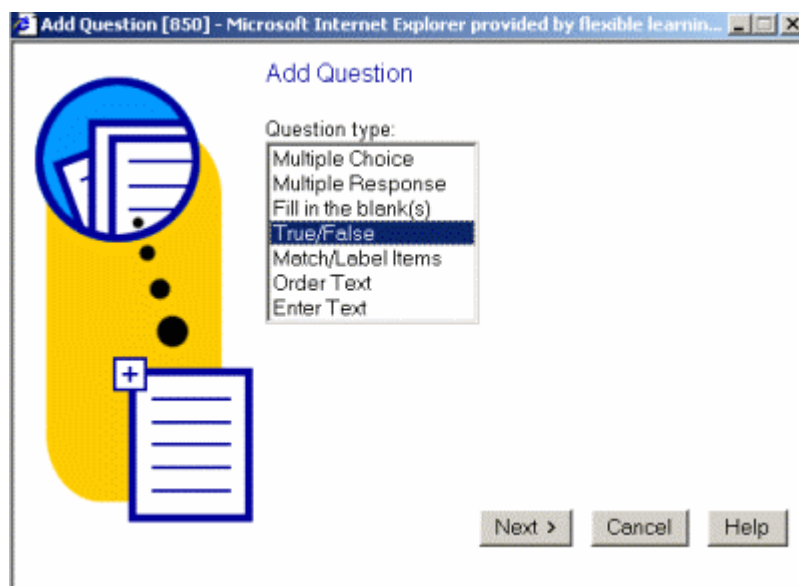 Add Question [850] - Microsoft Internet Explorer provided by flexible learnin...
Add Question
Question type:
Multiple Choice
Multiple Response
Fill in the blank(s)
True/False
Match/Label Items
Order Text
Enter Text
Next > Cancel Help